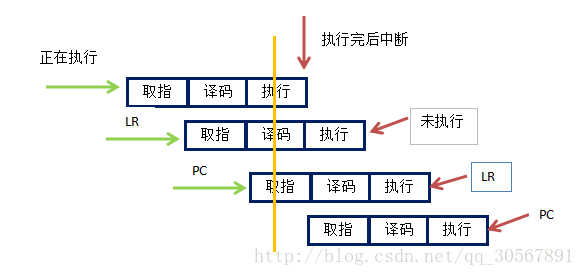 执行完后中断
正在执行
取指 译码 执行
LR
取指 译码 执行
未执行
PC
取指 译码 执行
LR
取指 译码 执行
PC
http://blog.csdn.net/qq_30567891